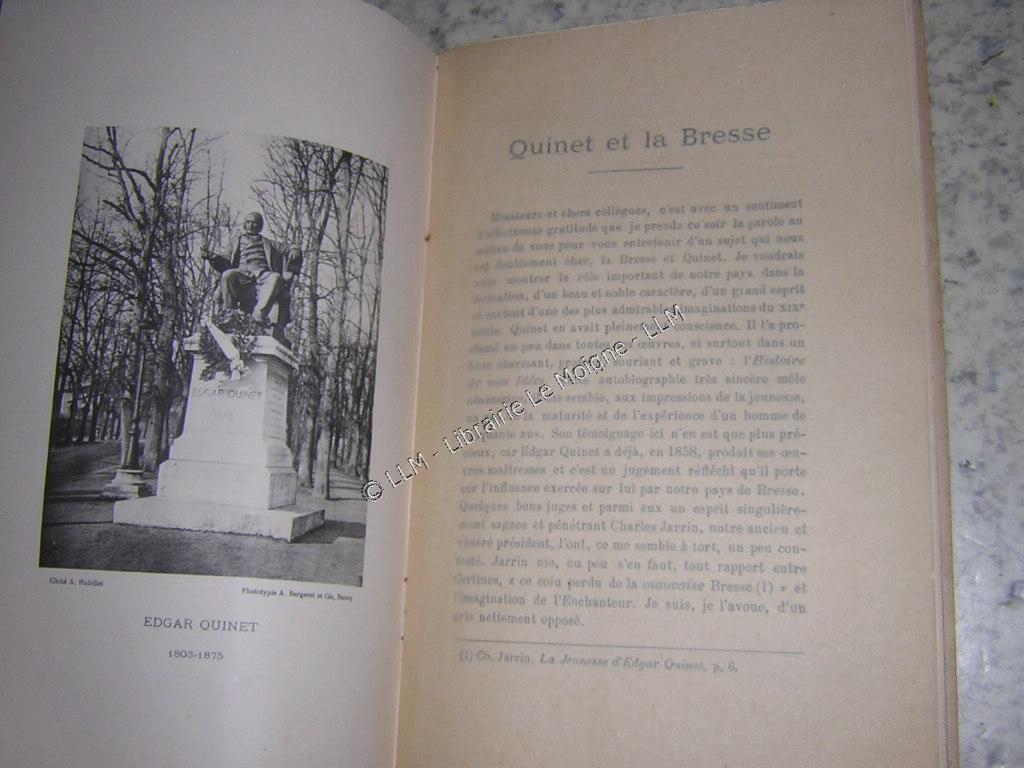 EDGAR QUINET
Cliché A. Hudellet
Phototypie A. Bergeret et Cie, Nancy
EDGAR QUINET
1803-1875
Quinet et la Bresse
Messieurs et chers collègues, c'est avec un sentiment
d'affectueuse gratitude que je prends ce soir la parole au
milieu de vous pour vous entretenir d'un sujet qui nous
est doublement cher, la Bresse et Quinet. Je voudrais
vous montrer le rôle important de notre pays dans la
formation, d'un beau et noble caractère, d'un grand esprit
et surtout d'une des plus admirables imaginations du XIXe
siècle. Quinet en avait pleinement conscience. Il l'a pro-
clamé un peu dans toutes ses œuvres, et surtout dans un
livre charmant, souriant et grave : l'Histoire
de mes Idées. autobiographie très sincère mêle
néanmoins, ce me semble, aux impressions de la jeunesse,
un la maturité et de l'expérience d'un homme de
ans. Son témoignage ici n'en est que plus pré-
cieux, car Edgar Quinet a déjà, en 1858, produit ses œu-
vres maîtresses et c'est un jugement réfléchi qu'il porte
sur l'influence exercée sur lui par notre pays de Bresse.
Quelques bons juges et parmi eux un esprit singulière-
ment sagace et pénétrant Charles Jarrin, notre ancien et
vénéré président, l'ont, ce me semble à tort, un peu con-
testé. Jarrin nie, ou peu s'en faut, tout rapport entre
Certines, « ce coin perdu de la mauvaise Bresse (1) » et
l'imagination de l'Enchanteur. Je suis, je l'avoue, d'un
avis nettement opposé.
(1) Ch. Jarrin. La Jeunesse d'Edgar Quinet, p. 6.
© LLM - Librairie Le Moigne - LLM